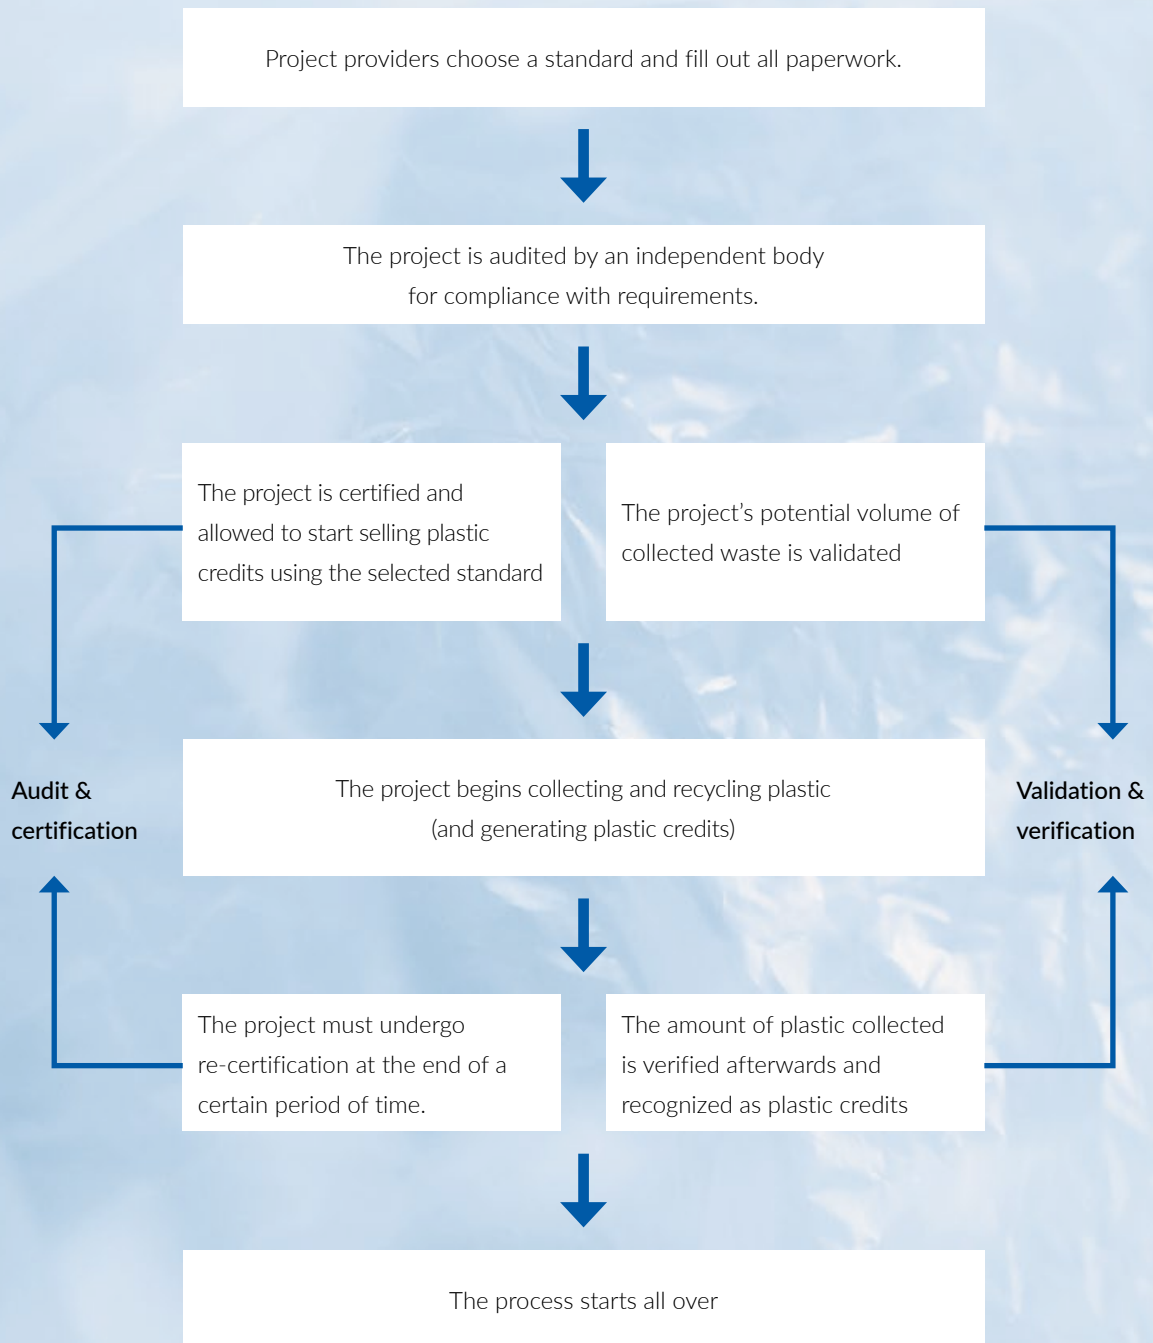 Project providers choose a standard and fill out all paperwork.
The project is audited by an independent body
for compliance with requirements.
The project is certified and
allowed to start selling plastic
credits using the selected standard
The project’s potential volume of
collected waste is validated
Audit &
certification
The project begins collecting and recycling plastic
(and generating plastic credits)
Validation &
verification
The project must undergo
re-certification at the end of a
certain period of time.
The amount of plastic collected
is verified afterwards and
recognized as plastic credits
The process starts all over